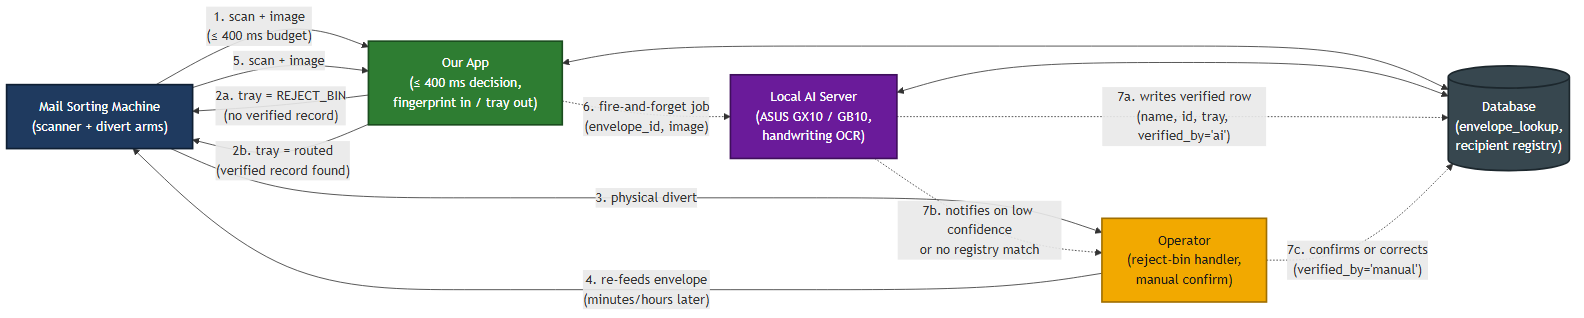 1. scan + image
(≤ 400 ms budget)
5. scan + image
2a. tray = REJECT_BIN
(no verified record)
2b. tray = routed
(verified record found)
Mail Sorting Machine
(scanner + divert arms)
Our App
(≤ 400 ms decision,
fingerprint in / tray out)
6. fire-and-forget job
(envelope_id, image)
Local AI Server
(ASUS GX10 / GB10,
handwriting OCR)
7a. writes verified row
(name, id, tray,
verified_by='ai')
Database
(envelope_lookup,
recipient registry)
3. physical divert
7b. notifies on low
confidence
or no registry match
Operator
(reject-bin handler,
manual confirm)
7c. confirms or corrects
(verified_by='manual')
4. re-feeds envelope
(minutes/hours later)